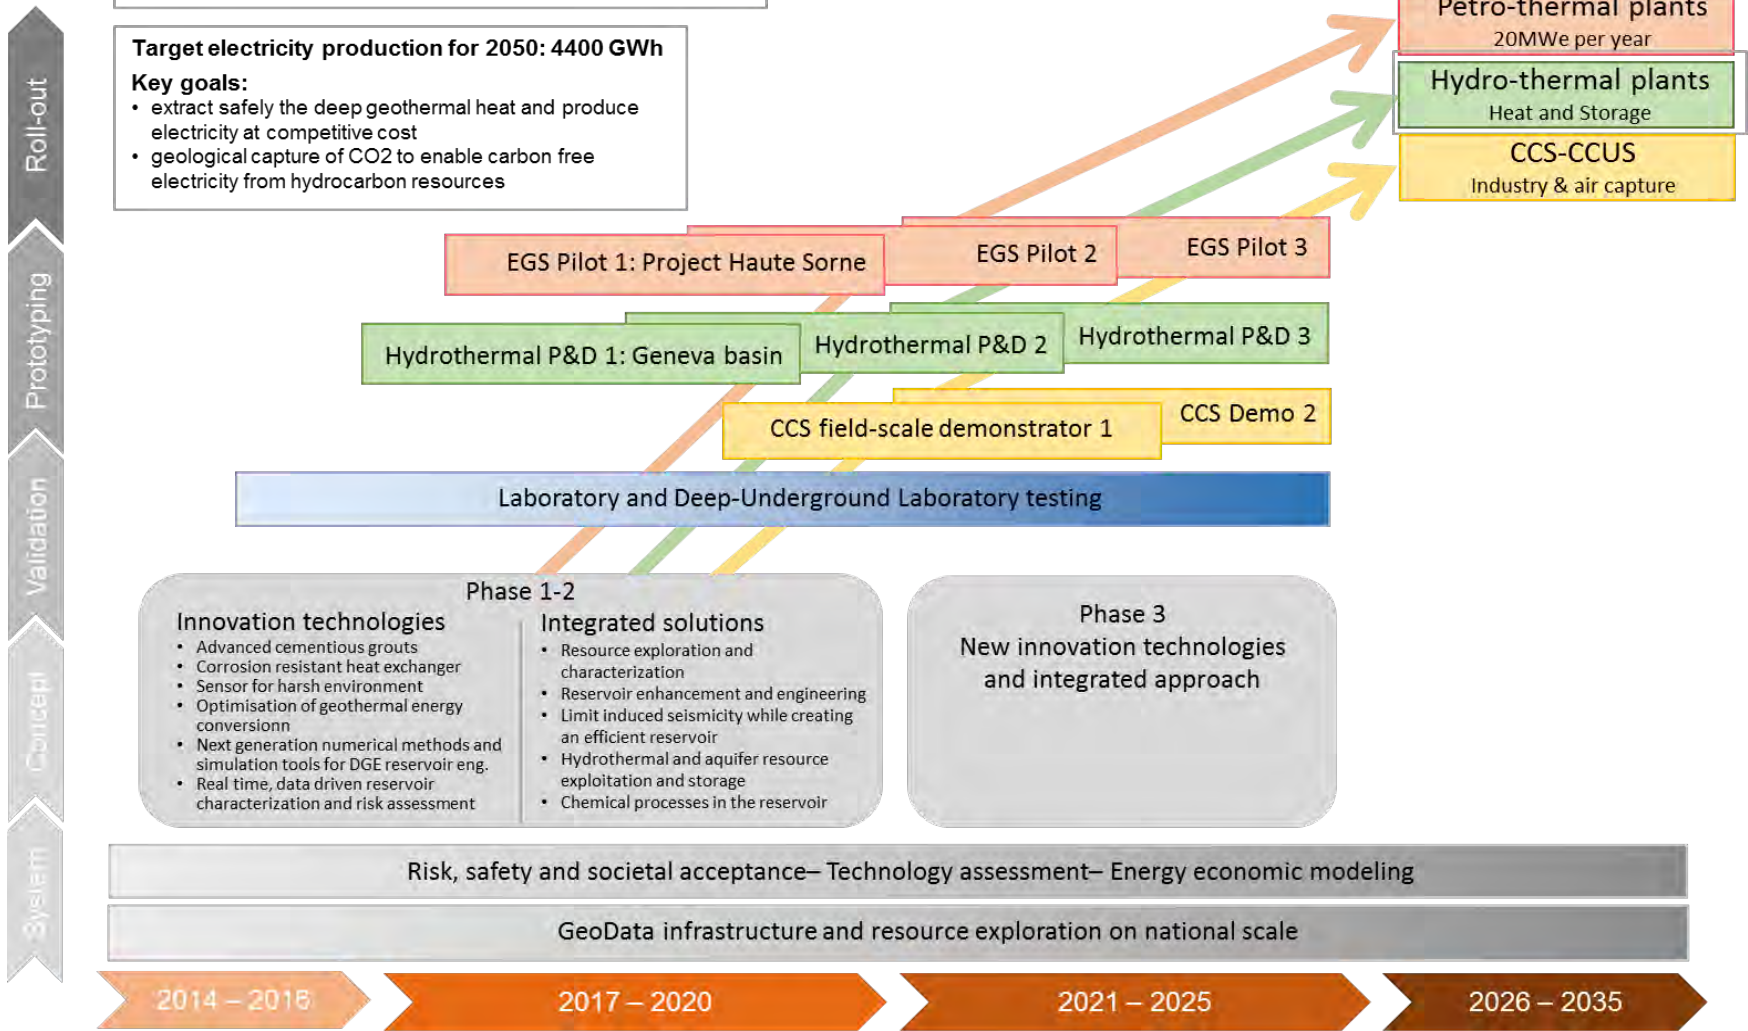 Petro-thermal plants
20MWe per year
Hydro-thermal plants
Heat and Storage
CCS-CCUS
Industry & air capture
Target electricity production for 2050: 4400 GWh
Key goals:
• extract safely the deep geothermal heat and produce
electricity at competitive cost
• geological capture of CO2 to enable carbon free
electricity from hydrocarbon resources
Roll-out
Prototyping
Validation
Concept
System
EGS Pilot 1: Project Haute Sorne
EGS Pilot 2
EGS Pilot 3
Hydrothermal P&D 1: Geneva basin
Hydrothermal P&D 2
Hydrothermal P&D 3
CCS field-scale demonstrator 1
CCS Demo 2
Laboratory and Deep-Underground Laboratory testing
Phase 1-2
Innovation technologies
• Advanced cementious grouts
• Corrosion resistant heat exchanger
• Sensor for harsh environment
• Optimisation of geothermal energy
conversionn
• Next generation numerical methods and
simulation tools for DGE reservoir eng.
• Real time, data driven reservoir
characterization and risk assessment
Integrated solutions
• Resource exploration and
characterization
• Reservoir enhancement and engineering
• Limit induced seismicity while creating
an efficient reservoir
• Hydrothermal and aquifer resource
exploitation and storage
• Chemical processes in the reservoir
Phase 3
New innovation technologies
and integrated approach
Risk, safety and societal acceptance– Technology assessment– Energy economic modeling
GeoData infrastructure and resource exploration on national scale
2014 – 2016
2017 – 2020
2021 – 2025
2026 – 2035